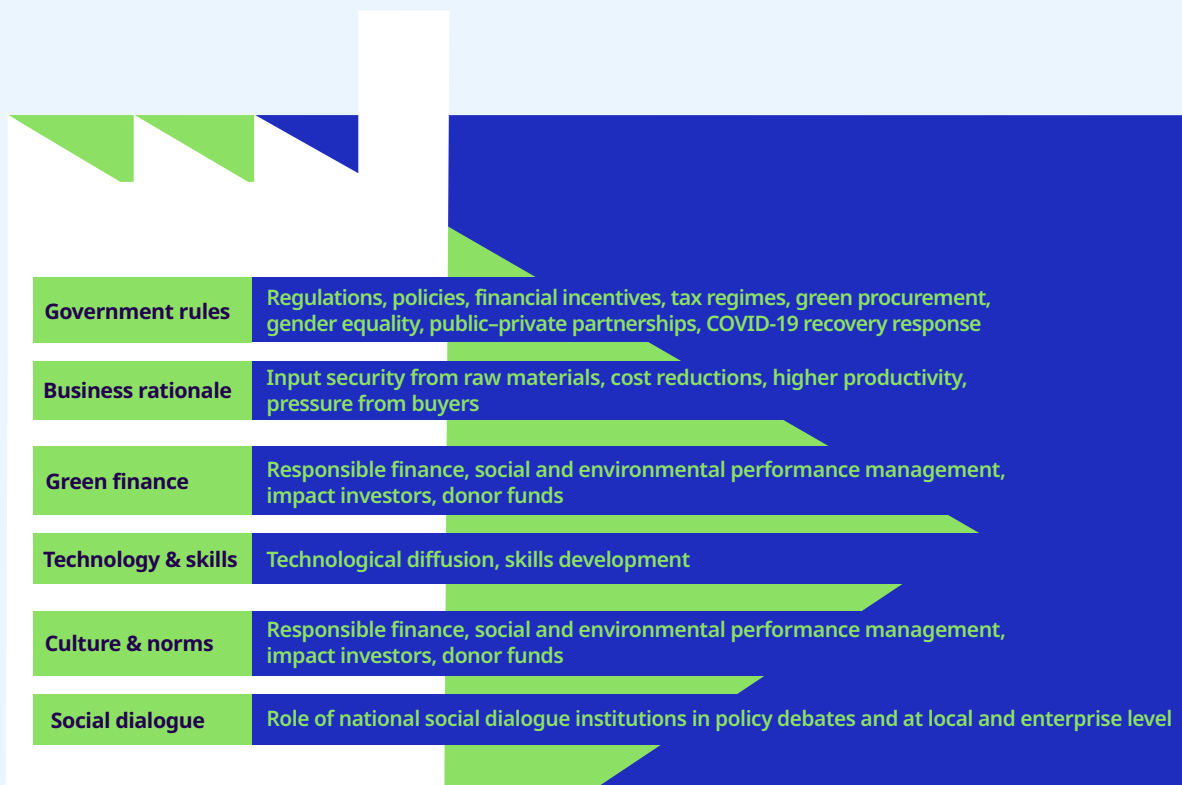 Government rules
Regulations, policies, financial incentives, tax regimes, green procurement,
gender equality, public–private partnerships, COVID-19 recovery response
Business rationale
Input security from raw materials, cost reductions, higher productivity,
pressure from buyers
Green finance
Responsible finance, social and environmental performance management,
impact investors, donor funds
Technology & skills
Technological diffusion, skills development
Culture & norms
Responsible finance, social and environmental performance management,
impact investors, donor funds
Social dialogue
Role of national social dialogue institutions in policy debates and at local and enterprise level